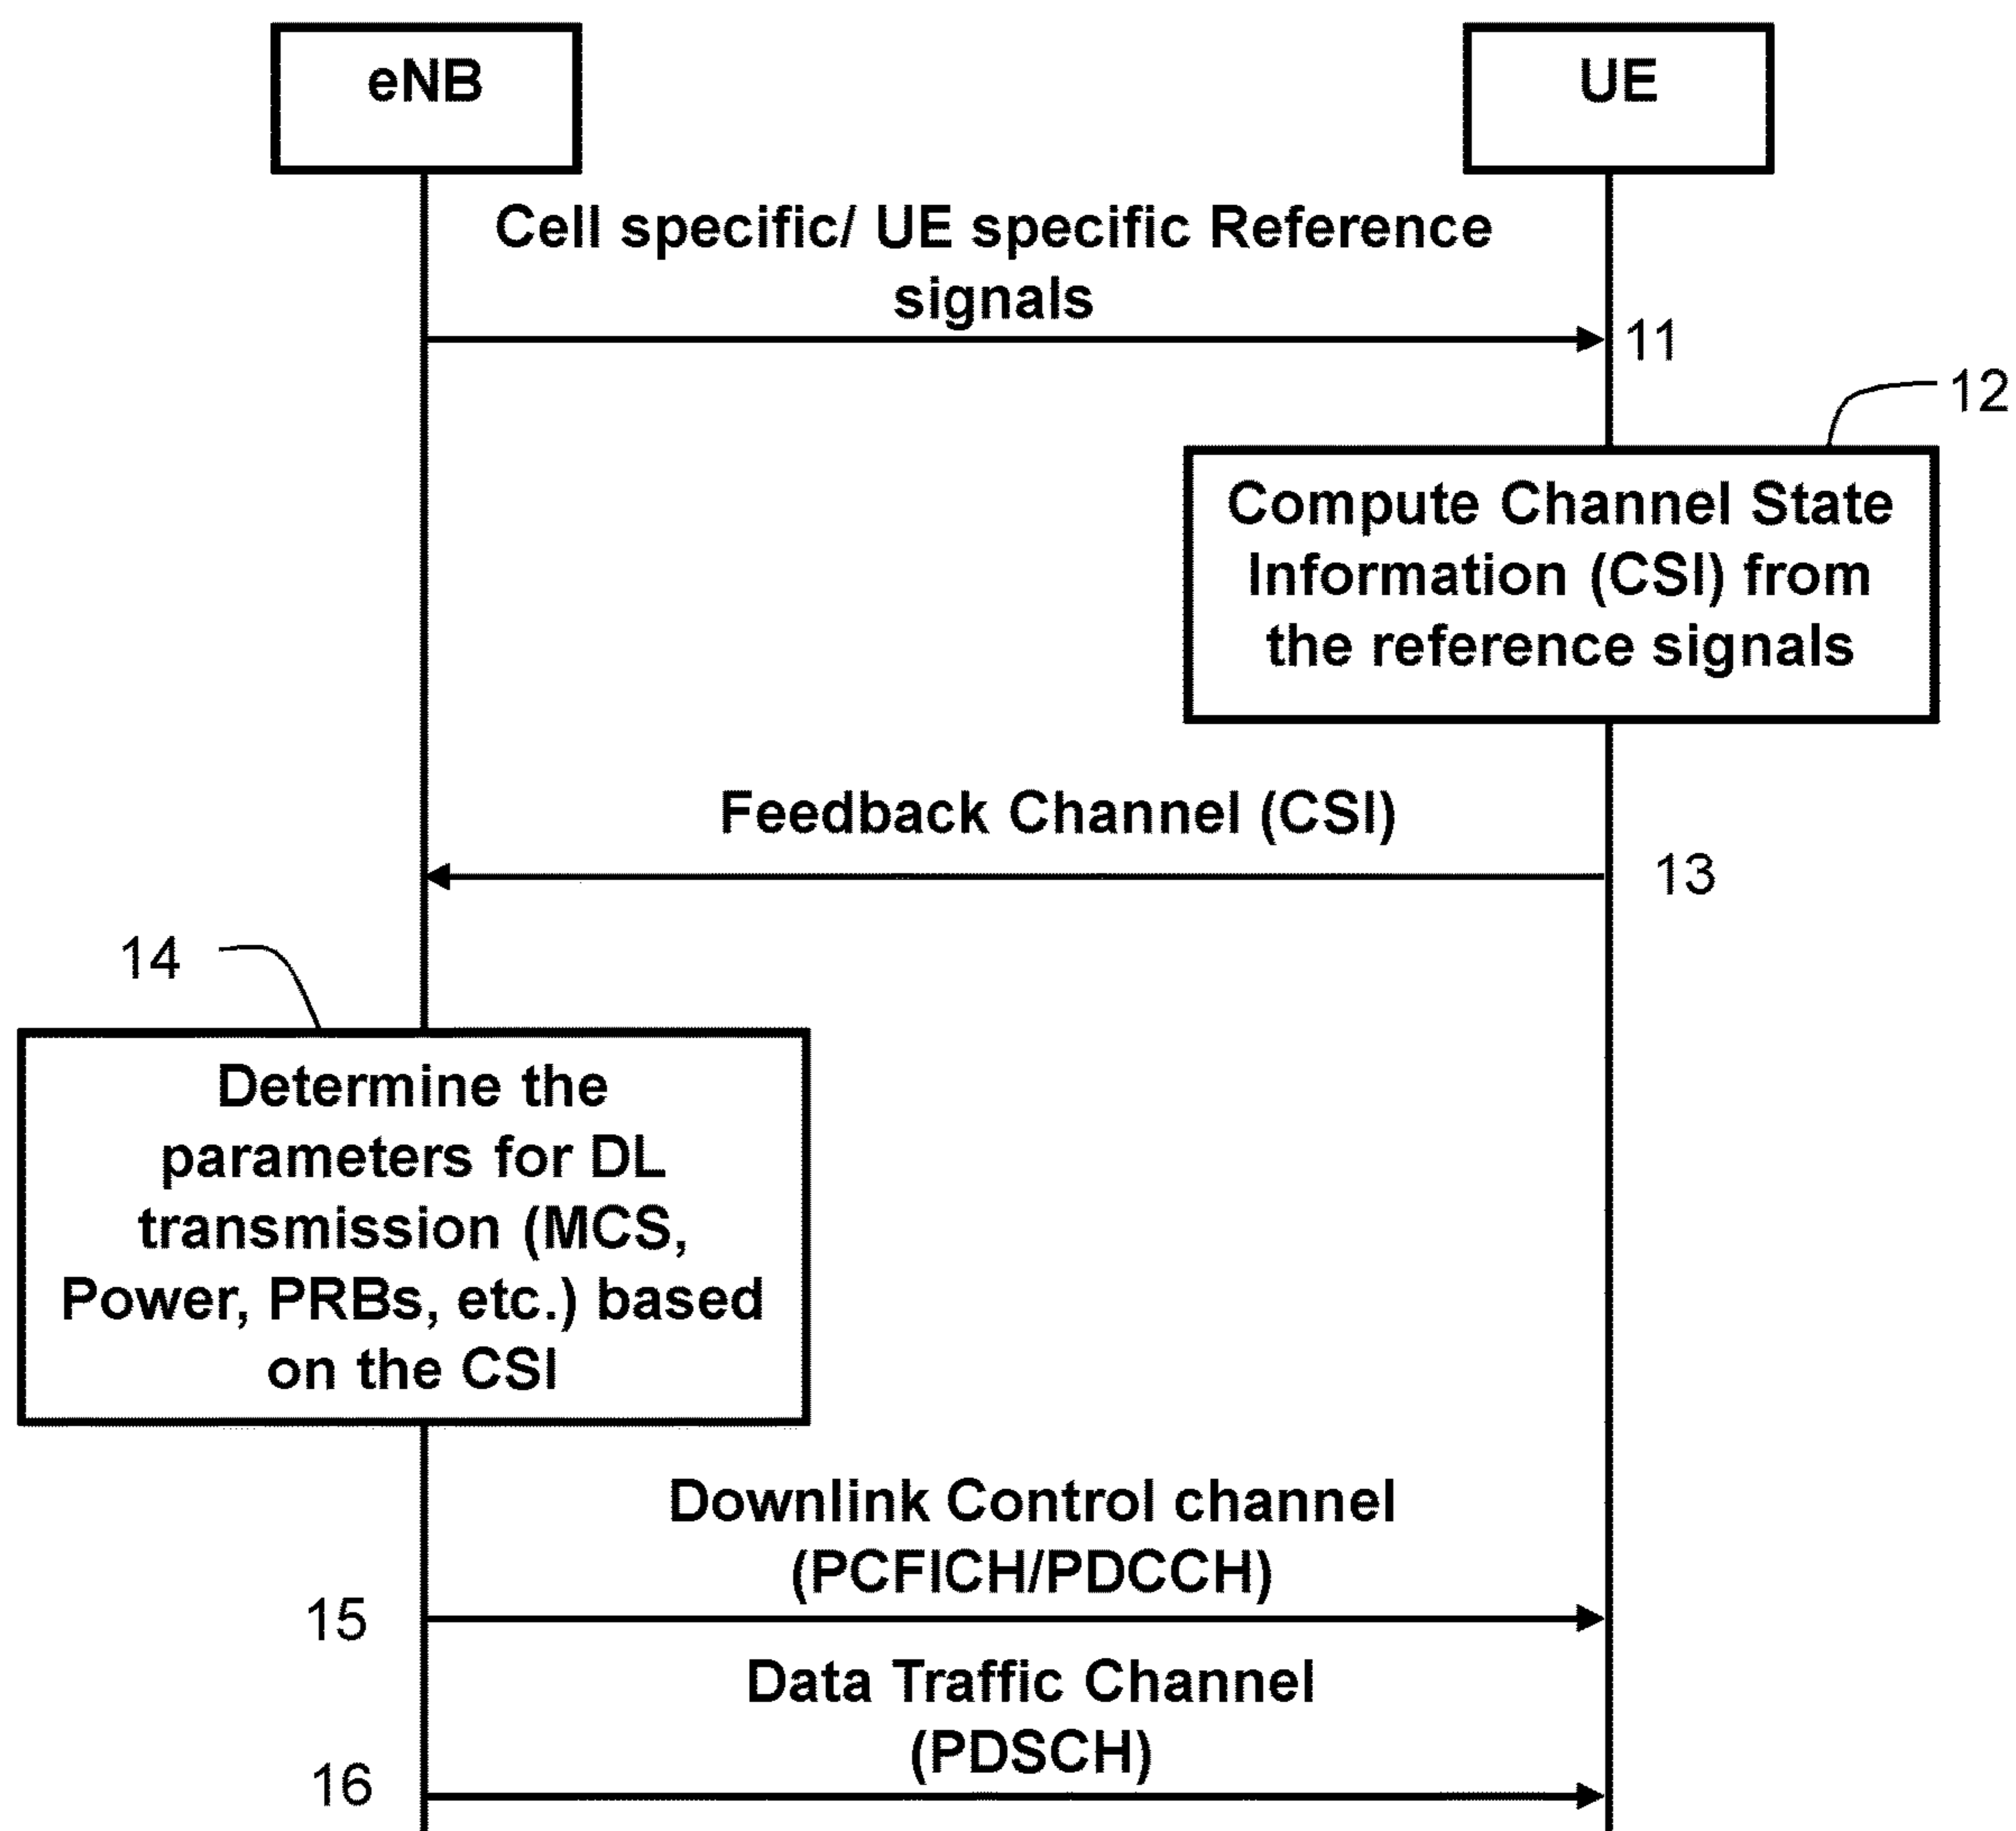 eNB
UE
Cell specific/ UE specific Reference
signals
11
12
Compute Channel State
Information (CSI) from
the reference signals
Feedback Channel (CSI)
13
14
Determine the
parameters for DL
transmission (MCS,
Power, PRBs, etc.) based
on the CSI
Downlink Control channel
(PCFICH/PDCCH)
15
Data Traffic Channel
(PDSCH)
16